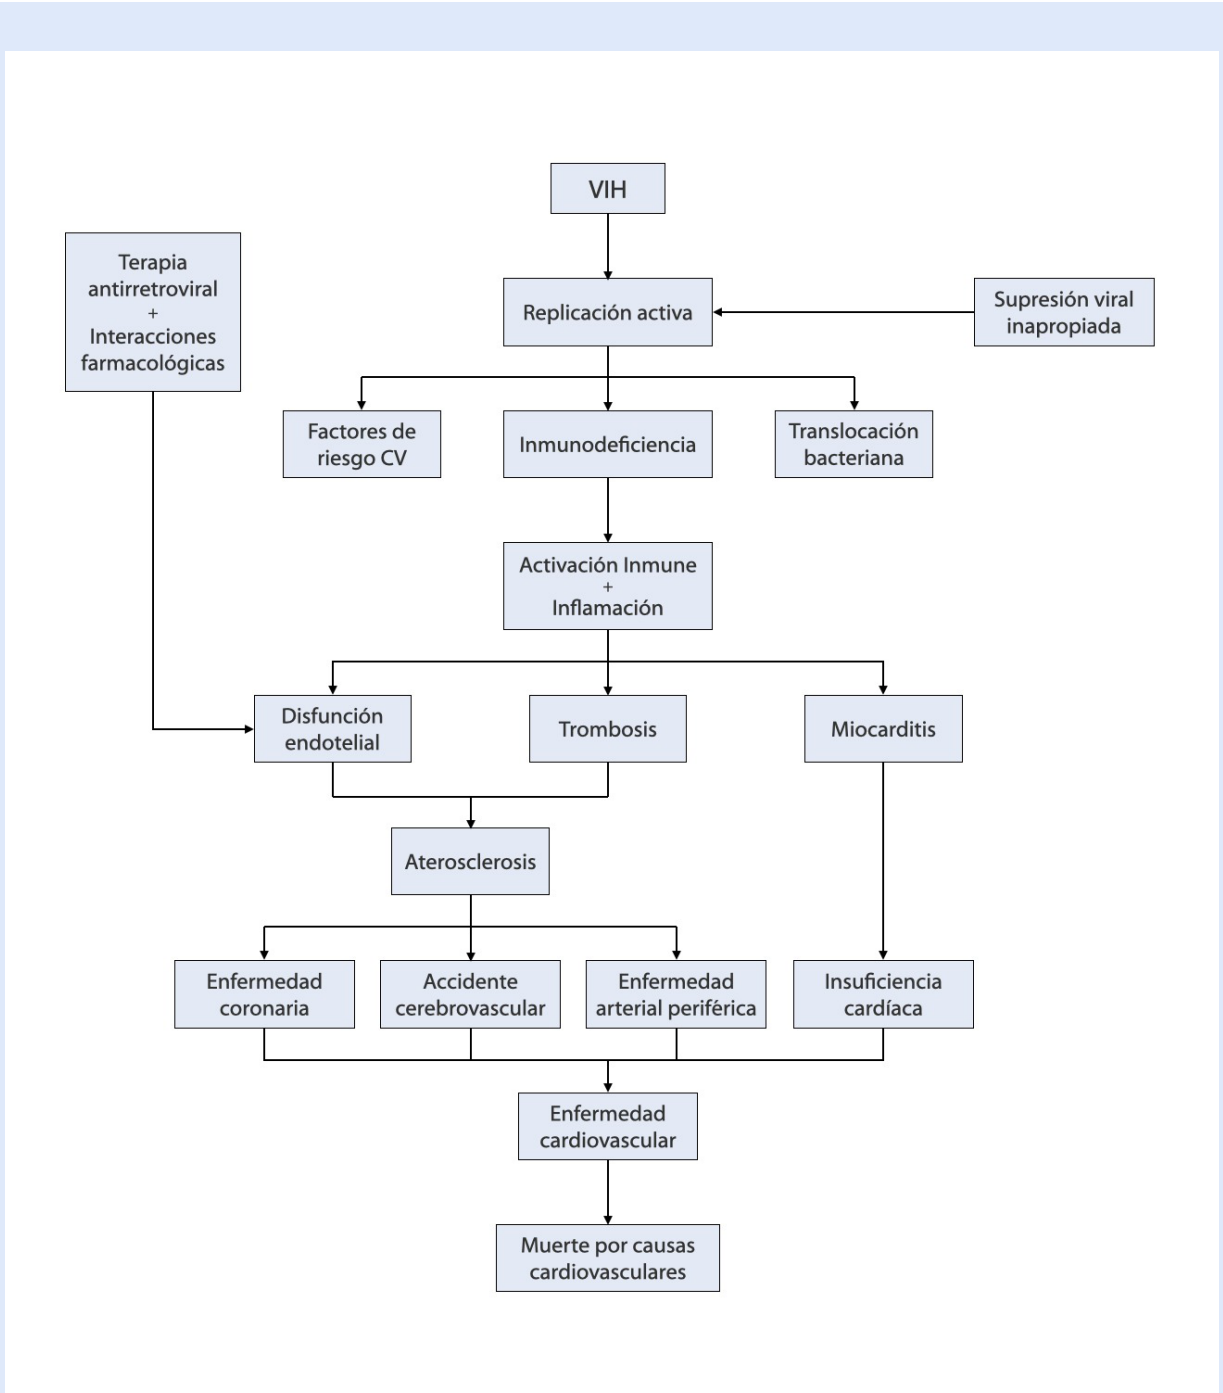 VIH
Terapia
antirretroviral
+
Interacciones
farmacológicas
Replicación activa
Supresión viral
inapropiada
Factores de
riesgo CV
Inmunodeficiencia
Translocación
bacteriana
Activación Inmune
+
Inflamación
Disfunción
endotelial
Trombosis
Miocarditis
Aterosclerosis
Enfermedad
coronaria
Accidente
cerebrovascular
Enfermedad
arterial periférica
Insuficiencia
cardíaca
Enfermedad
cardiovascular
Muerte por causas
cardiovasculares